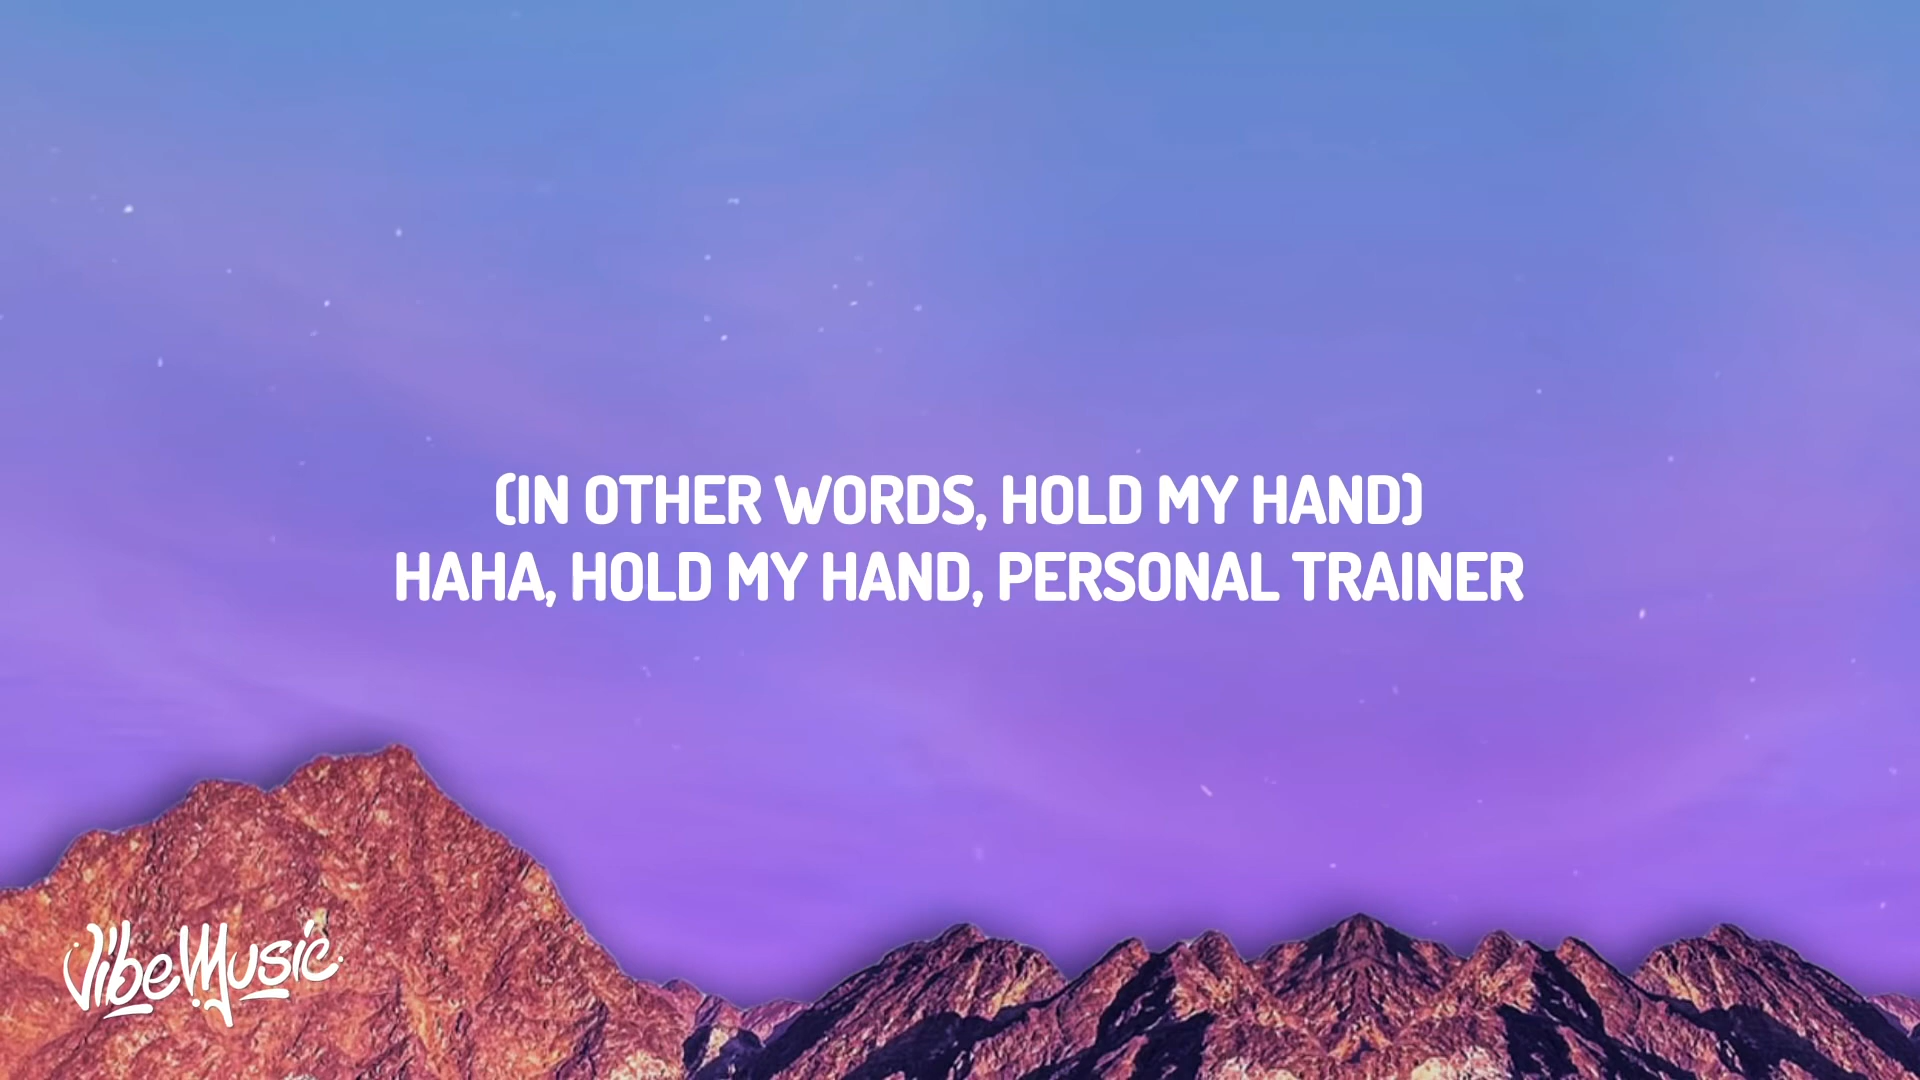 (IN OTHER WORDS, HOLD MY HAND)
HAHA, HOLD MY HAND, PERSONAL TRAINER
VibeMusic